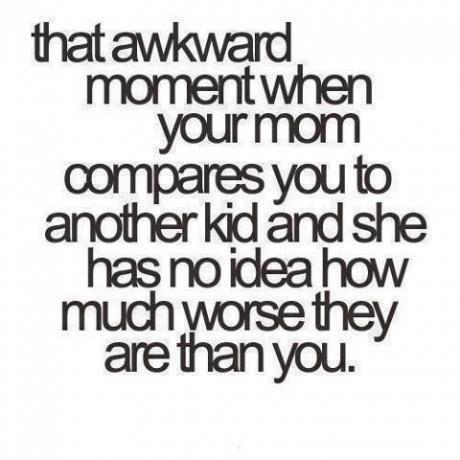 that awkward
moment when
your mom
compares you to
another kid and she
has no idea how
much worse they
are than you.